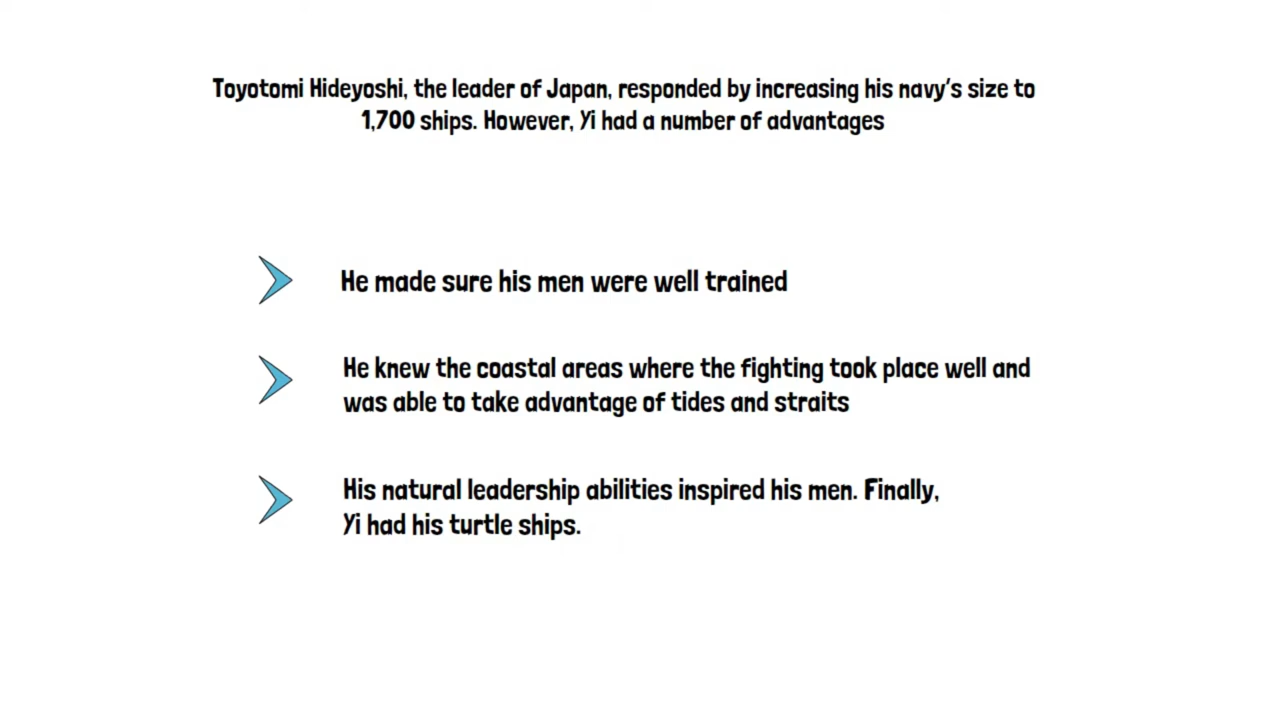 Toyotomi Hideyoshi, the leader of Japan, responded by increasing his navy's size to
1,700 ships. However, Yi had a number of advantages
He made sure his men were well trained
He knew the coastal areas where the fighting took place well and
was able to take advantage of tides and straits
His natural leadership abilities inspired his men. Finally,
Yi had his turtle ships.